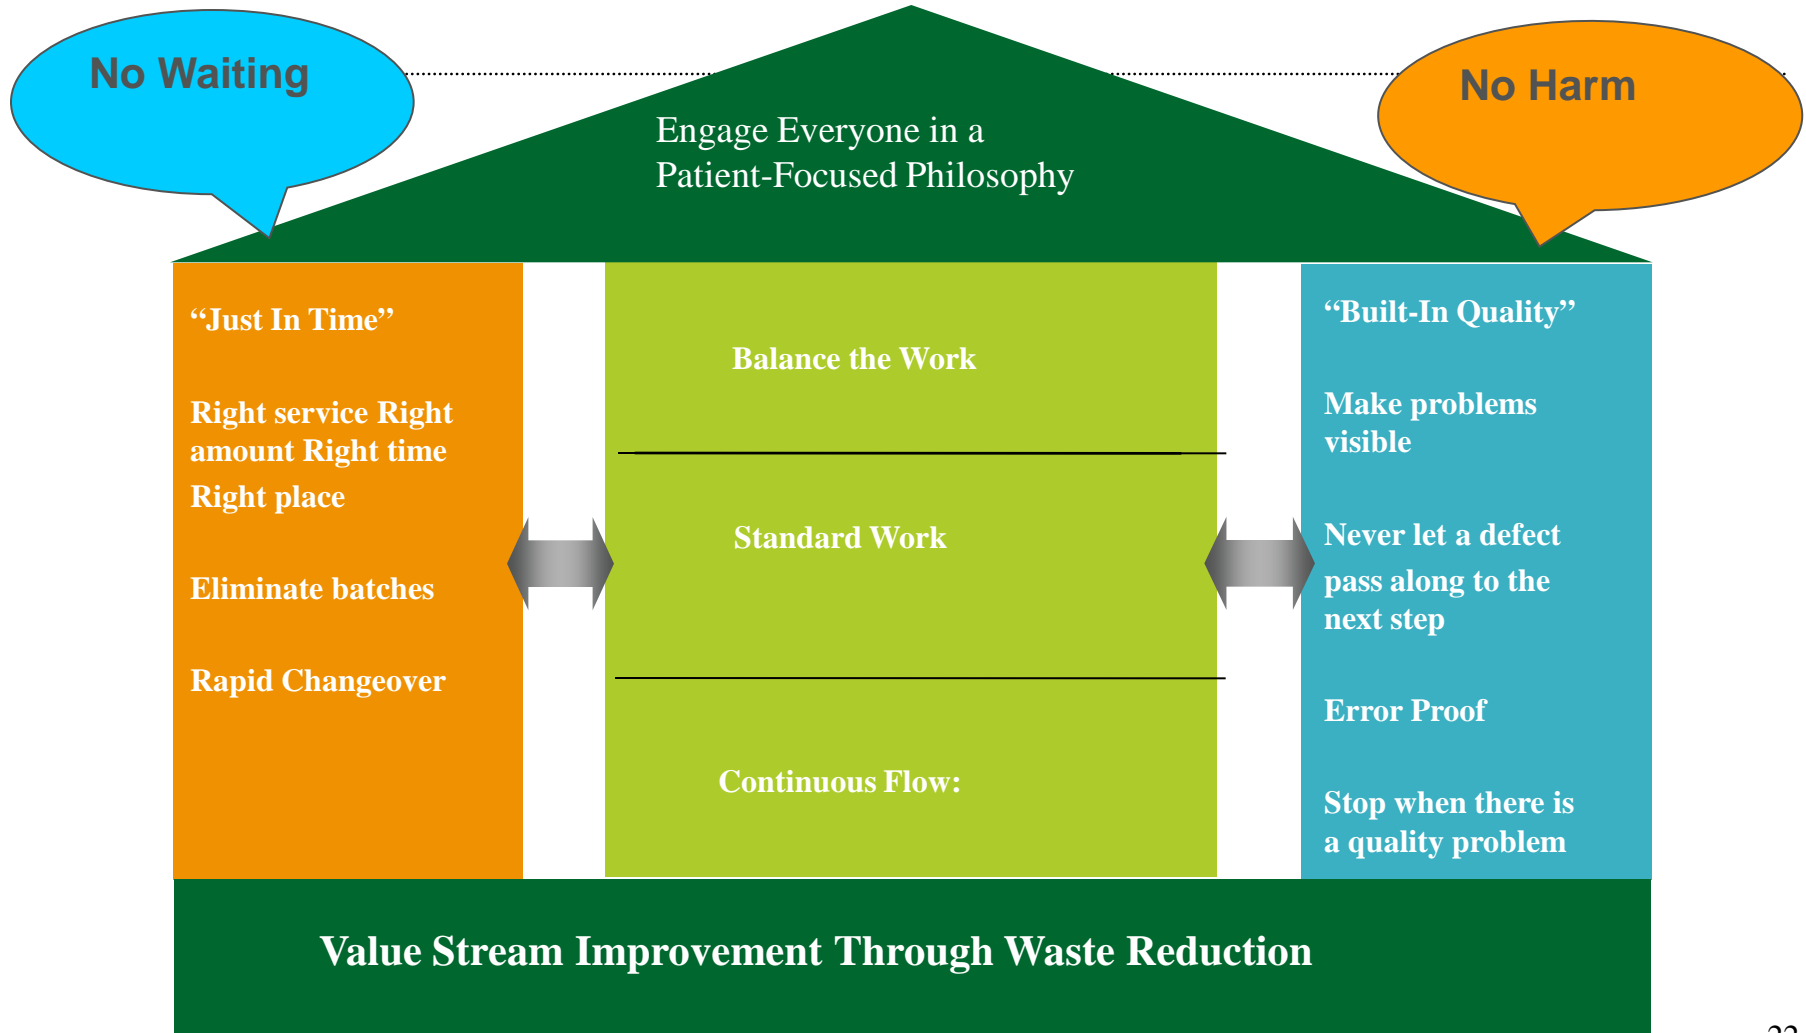 No Waiting
No Harm
Engage Everyone in a
Patient-Focused Philosophy
“Just In Time”
Right service Right
amount Right time
Right place
Eliminate batches
Rapid Changeover
Balance the Work
Standard Work
Continuous Flow:
“Built-In Quality”
Make problems
visible
Never let a defect
pass along to the
next step
Error Proof
Stop when there is
a quality problem
Value Stream Improvement Through Waste Reduction